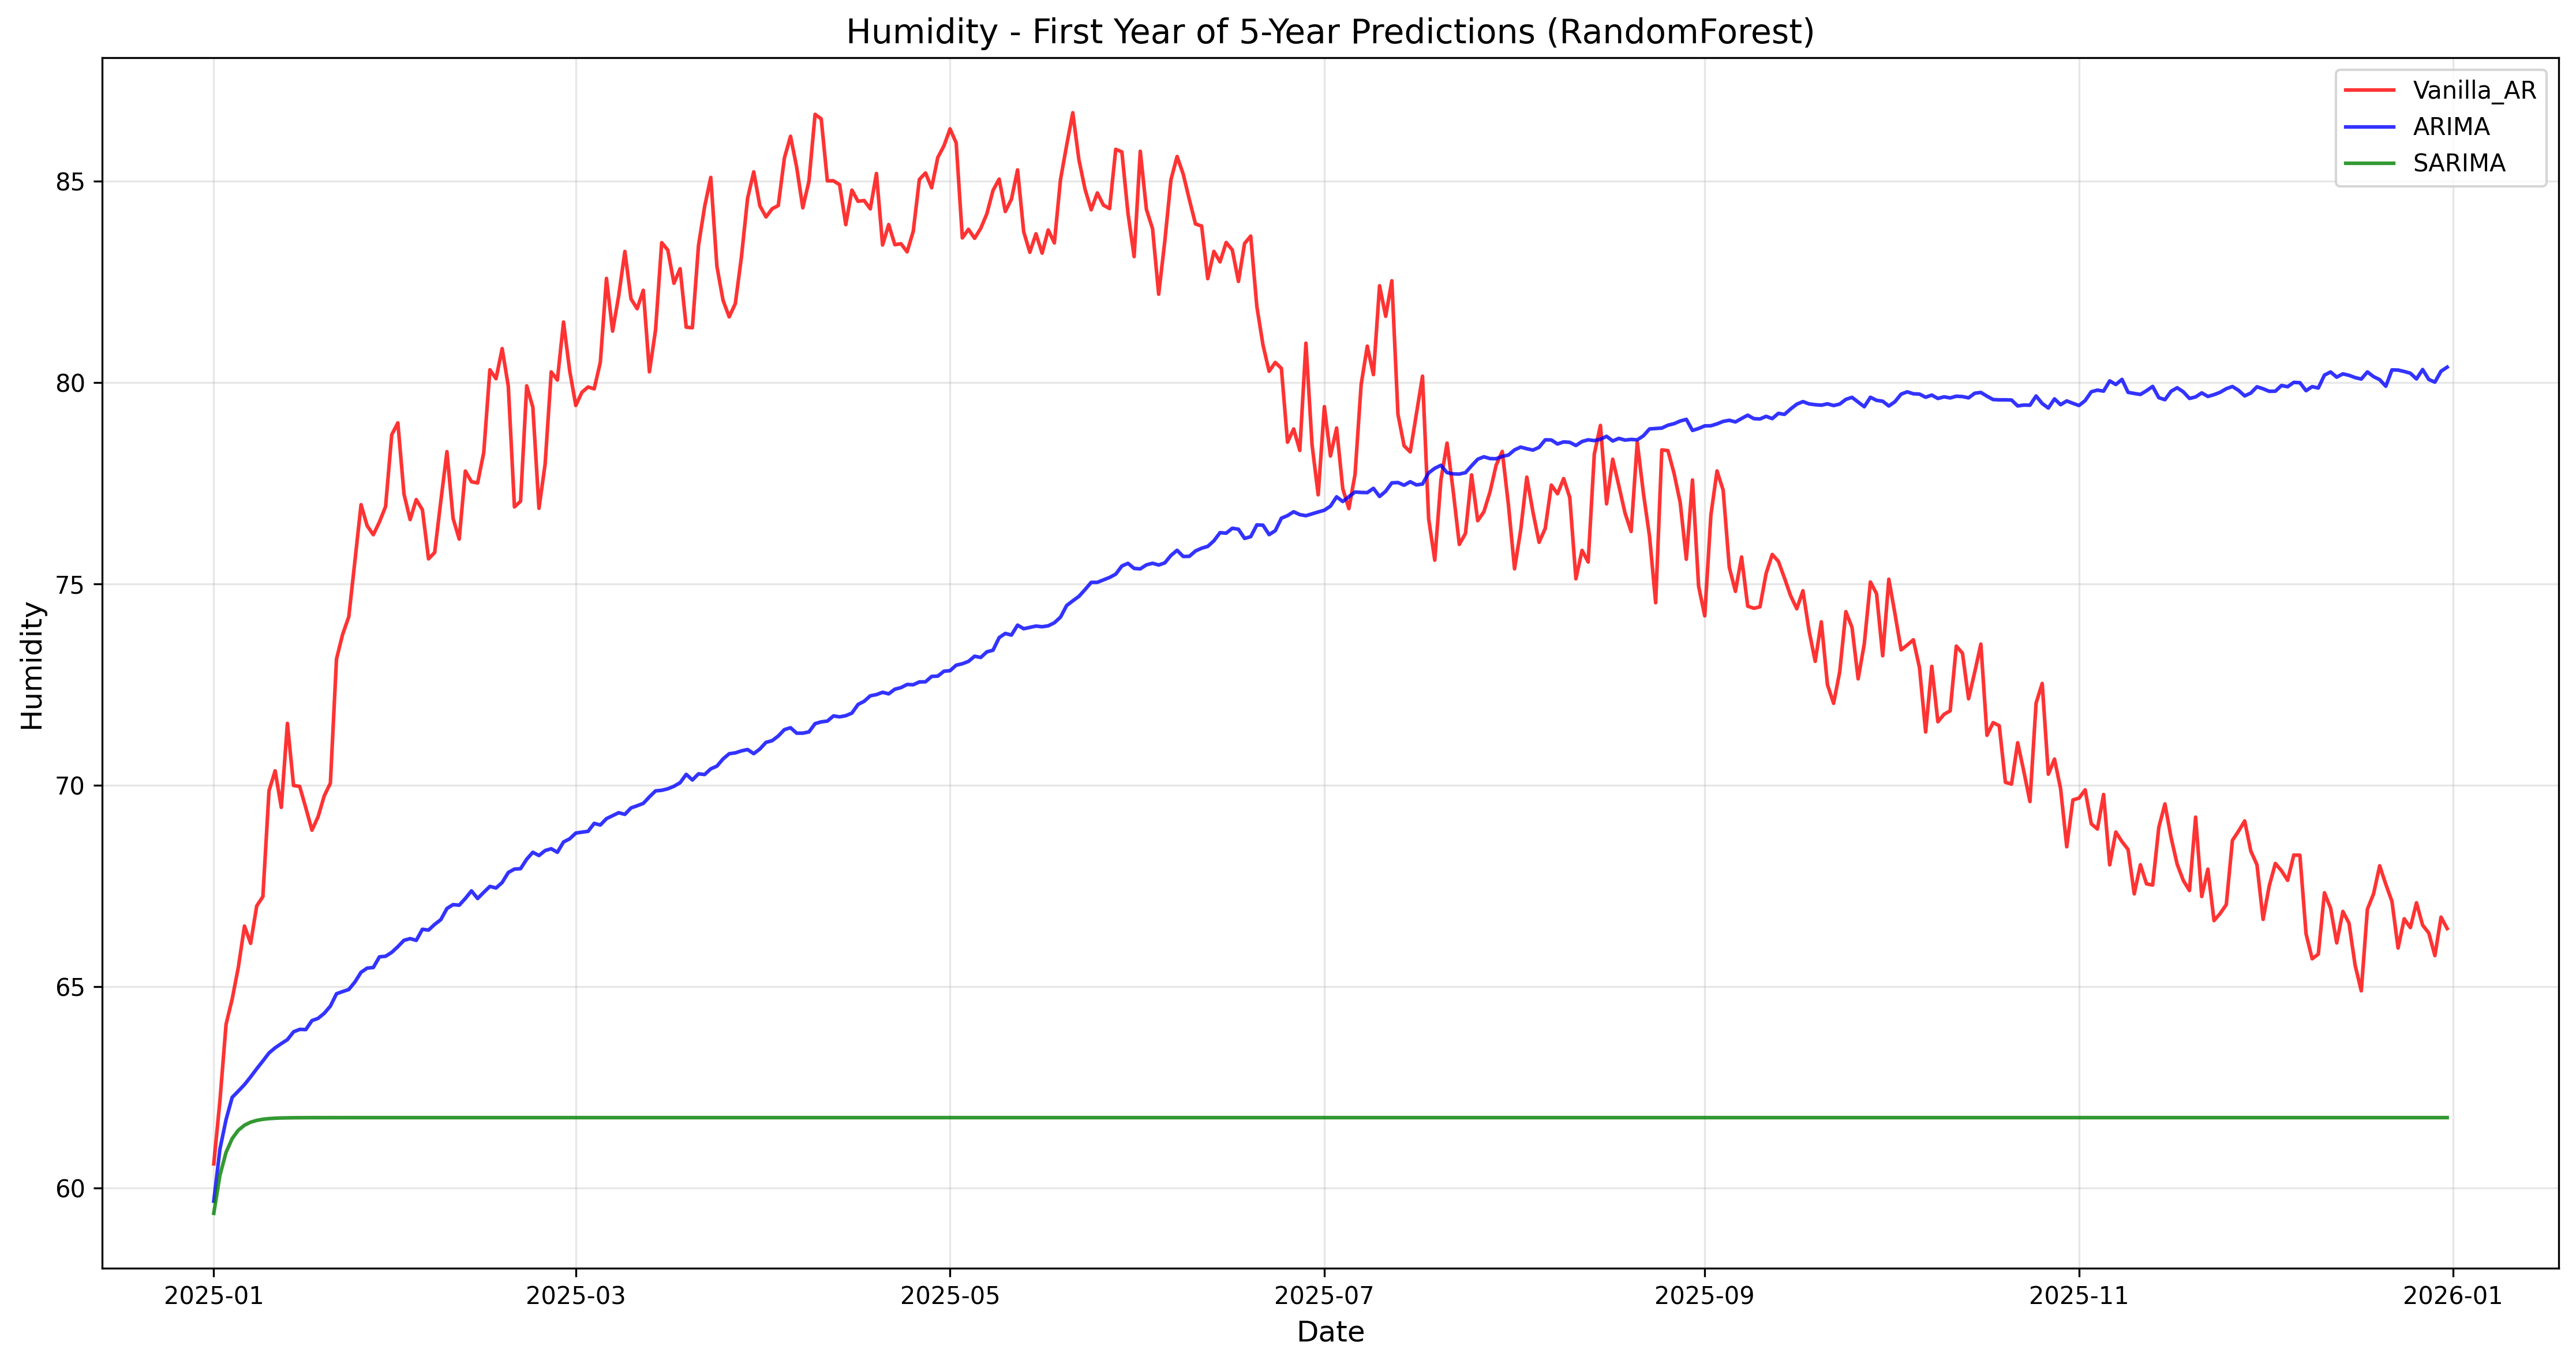 Humidity - First Year of 5-Year Predictions (RandomForest)
Vanilla_AR
ARIMA
SARIMA
Humidity
85
80
75
70
65
60
2025-01
2025-03
2025-05
2025-07
2025-09
2025-11
2026-01
Date